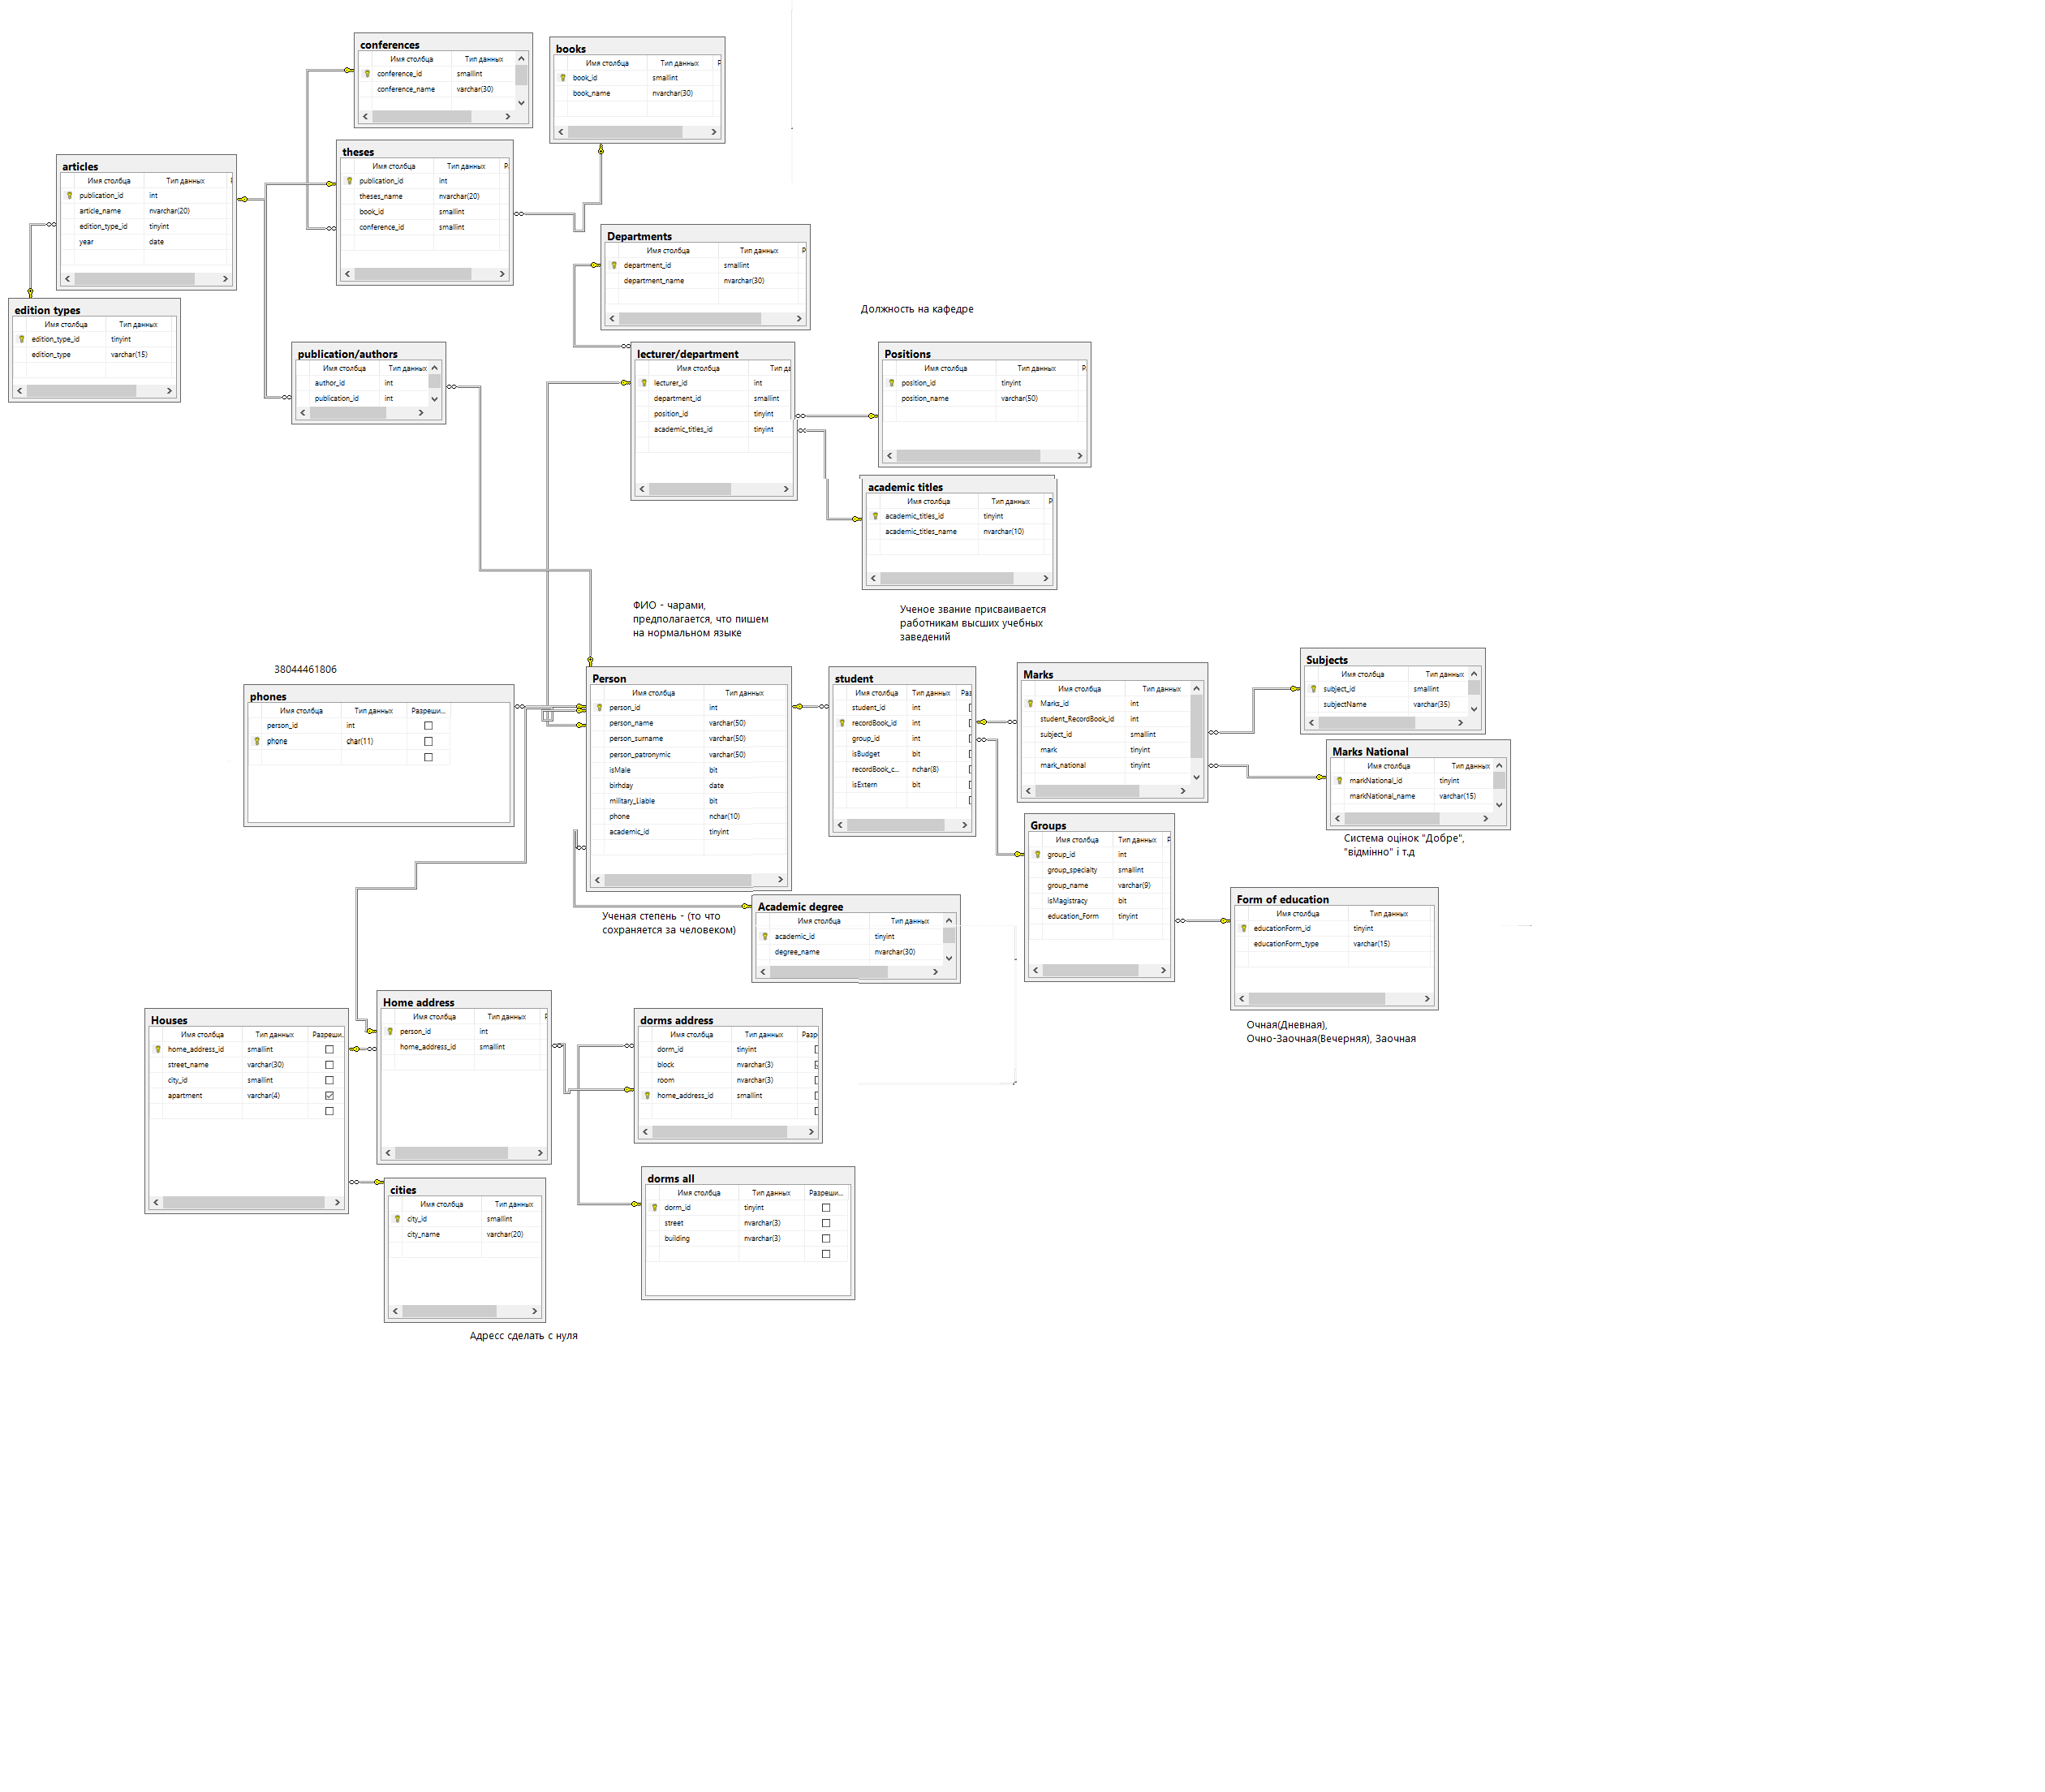 conferences
Имя столбца Тип данных
conference_id smallint
conference_name varchar(30)
books
Имя столбца Тип данных
book_id smallint
book_name nvarchar(30)
theses
Имя столбца Тип данных
publication_id int
theses_name nvarchar(20)
book_id smallint
conference_id smallint
articles
Имя столбца Тип данных
publication_id int
article_name nvarchar(20)
edition_type_id tinyint
year date
edition types
Имя столбца Тип данных
edition_type_id tinyint
edition_type varchar(15)
publication/authors
Имя столбца Тип данных
author_id int
publication_id int
Departments
Имя столбца Тип данных
department_id smallint
department_name nvarchar(30)
Должность на кафедре
lecturer/department
Имя столбца Тип д
lecturer_id int
department_id smallint
position_id tinyint
academic_titles_id tinyint
Positions
Имя столбца Тип данных
position_id tinyint
position_name varchar(50)
academic titles
Имя столбца Тип данных
academic_titles_id tinyint
academic_titles_name nvarchar(10)
ФИО - чарами,
предполагается, что пишем
на нормальном языке
Ученое звание присваивается
работникам высших учебных
заведений
38044461806
phones
Имя столбца Тип данных Разреши...
person_id int
phone char(11)
Person
Имя столбца Тип данных
person_id int
person_name varchar(50)
person_surname varchar(50)
person_patronymic varchar(50)
isMale bit
birhday date
military_Liable bit
phone nchar(10)
academic_id tinyint
student
Имя столбца Тип данных Раз
student_id int
recordBook_id int
group_id int
isBudget bit
recordBook_c... nchar(8)
isExtern bit
Marks
Имя столбца Тип данных
Marks_id int
student_RecordBook_id int
subject_id smallint
mark tinyint
mark_national tinyint
Subjects
Имя столбца Тип данных
subject_id smallint
subjectName varchar(35)
Marks National
Имя столбца Тип данных
markNational_id tinyint
markNational_name varchar(15)
Система оцінок "Добре",
"відмінно" і т.д
Groups
Имя столбца Тип данных
group_id int
group_specialty smallint
group_name varchar(9)
isMagistracy bit
education_Form tinyint
Form of education
Имя столбца Тип данных
educationForm_id tinyint
educationForm_type varchar(15)
Очная(Дневная),
Очно-Заочная(Вечерняя), Заочная
Ученая степень - (то что
сохраняется за человеком)
Academic degree
Имя столбца Тип данных
academic_id tinyint
degree_name nvarchar(30)
Houses
Имя столбца Тип данных Разреши..
home_address_id smallint
street_name varchar(30)
city_id smallint
apartment varchar(4)
Home address
Имя столбца Тип данных
person_id int
home_address_id smallint
dorms address
Имя столбца Тип данных Разр
dorm_id tinyint
block nvarchar(3)
room nvarchar(3)
home_address_id smallint
cities
Имя столбца Тип данных
city_id smallint
city_name varchar(20)
dorms all
Имя столбца Тип данных Разреши...
dorm_id tinyint
street nvarchar(3)
building nvarchar(3)
Адресс сделать с нуля